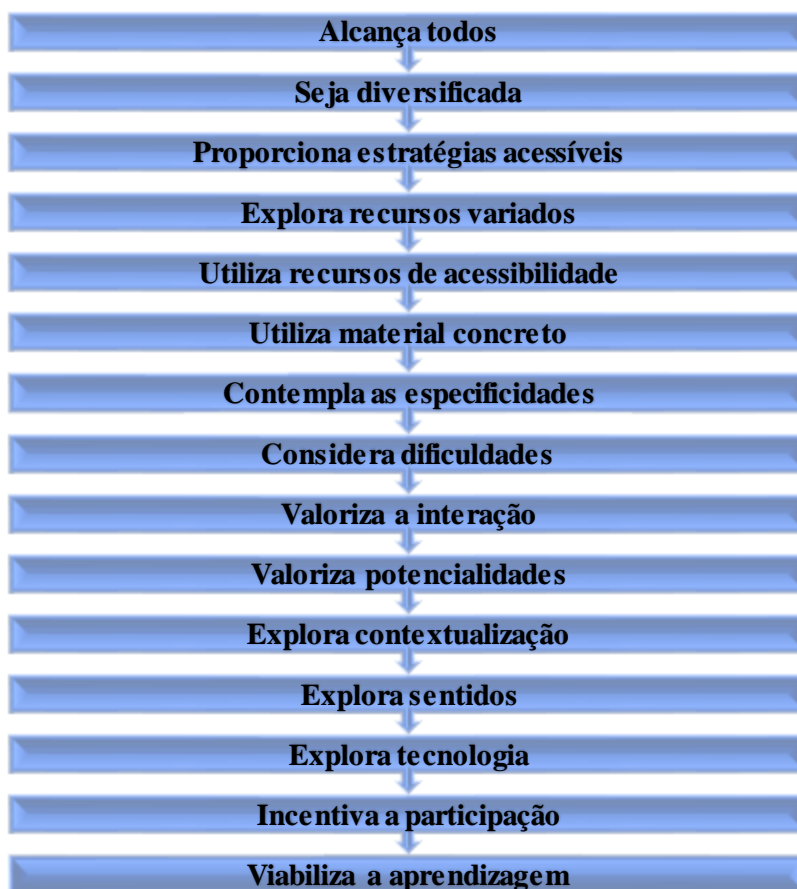 Alcança todos
Seja diversificada
Proporciona estratégias acessíveis
Explora recursos variados
Utiliza recursos de acessibilidade
Utiliza material concreto
Contempla as especificidades
Considera dificuldades
Valoriza a interação
Valoriza potencialidades
Explora contextualização
Explora sentidos
Explora tecnologia
Incentiva a participação
Viabiliza a aprendizagem